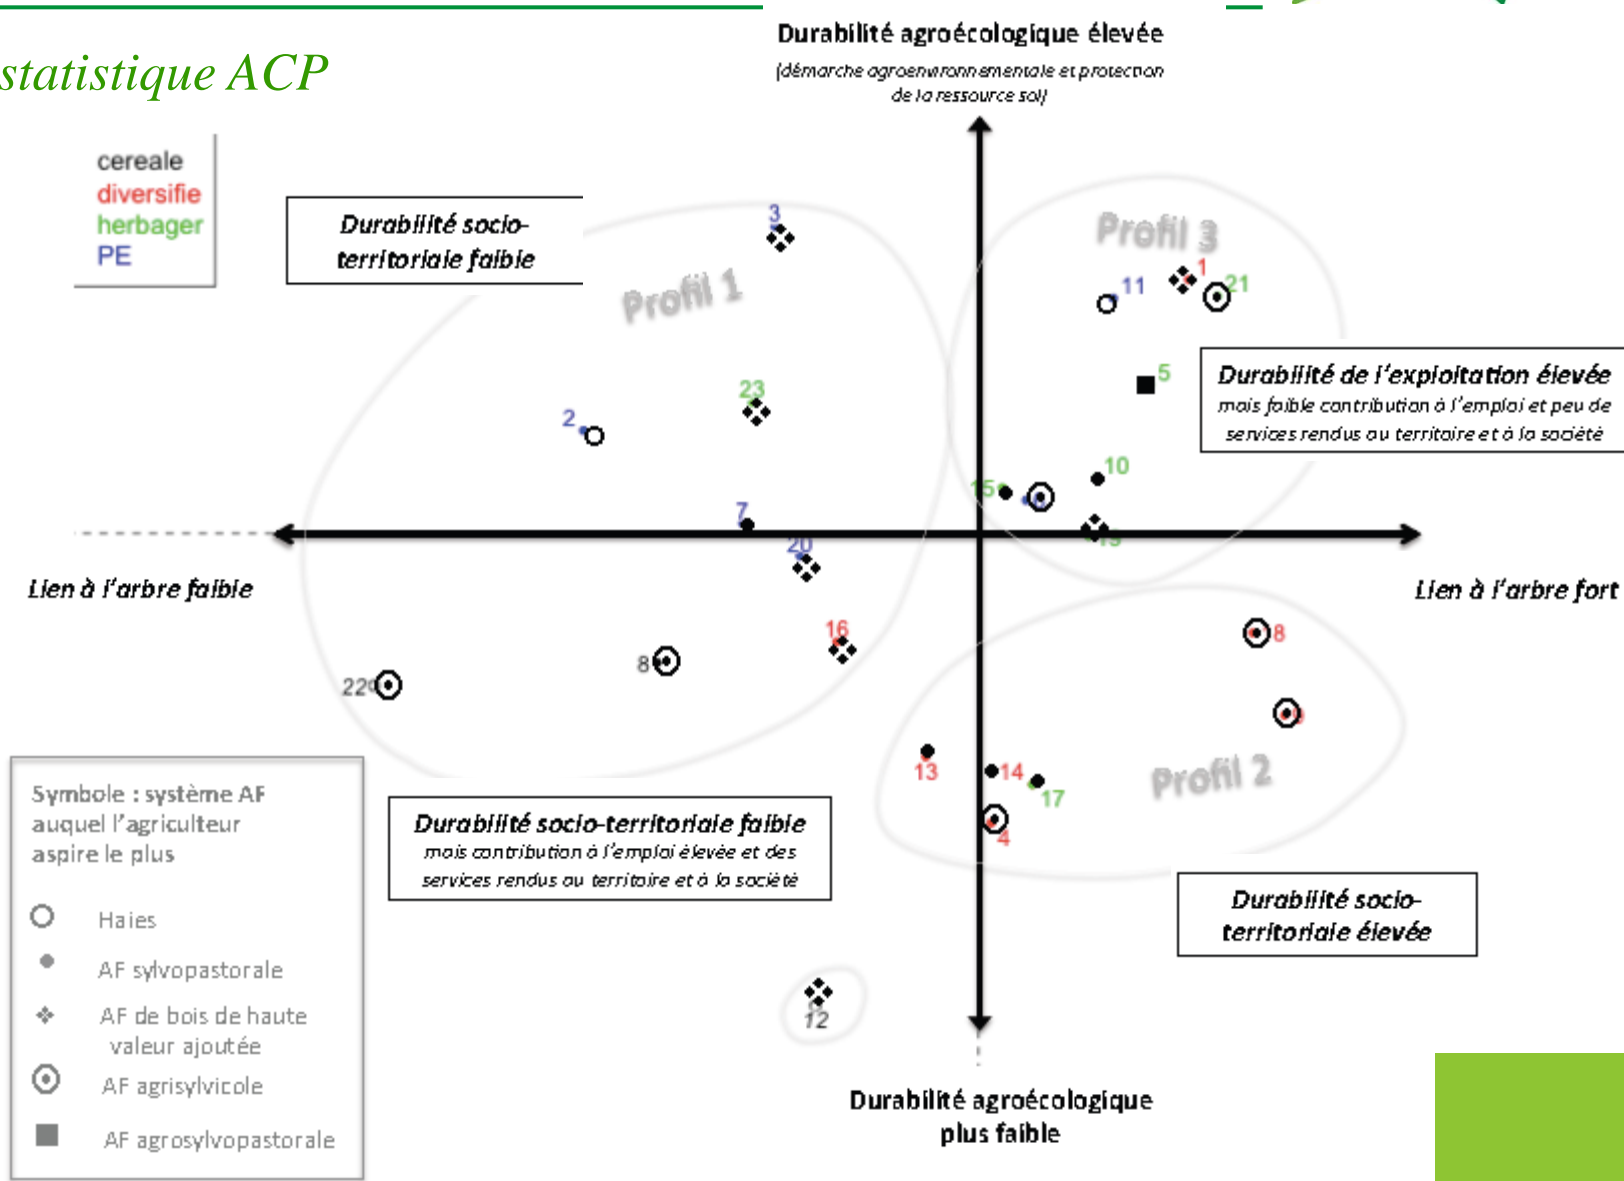 statistique ACP
Durabilité agroécologique élevée
(démarche agroenvironnementale et protection
de la ressource sol)
cereale
diversifie
herbager
PE
Durabilité socio-
territoriale faible
Profil 1
Profil 3
3
11
1
21
23
2
5
Durabilité de l'exploitation élevée
mais faible contribution à l'emploi et peu de
services rendus au territoire et à la société
10
15
7
20
19
Lien à l'arbre faible
Lien à l'arbre fort
16
8
8
22
Profil 2
13
14
17
4
Symbole : système AF
auquel l'agriculteur
aspire le plus
Haies
AF sylvopastorale
AF de bois de haute
valeur ajoutée
AF agrisylvicole
AF agrosylvopastorale
Durabilité socio-territoriale faible
mais contribution à l'emploi élevée et des
services rendus au territoire et à la société
Durabilité socio-
territoriale élevée
12
Durabilité agroécologique
plus faible